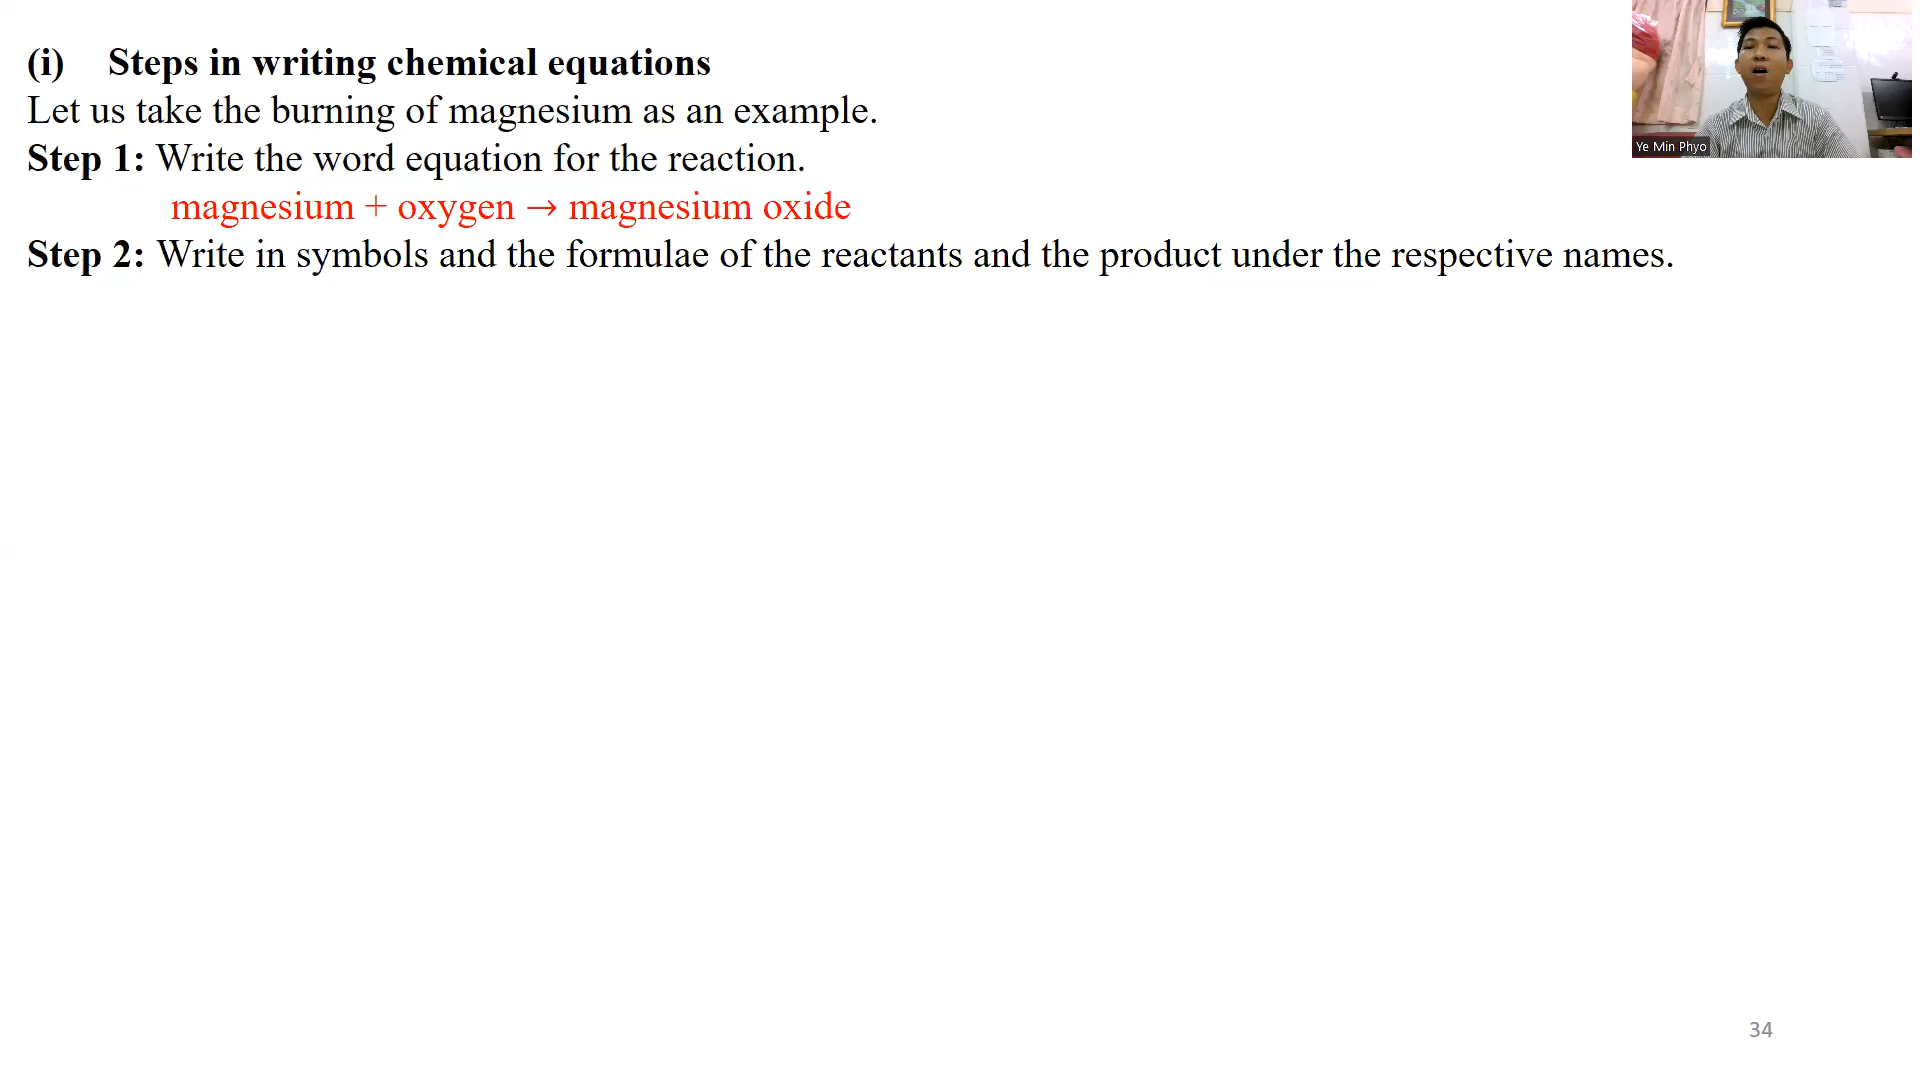 (i) Steps in writing chemical equations
Let us take the burning of magnesium as an example.
Step 1: Write the word equation for the reaction.
magnesium + oxygen → magnesium oxide
Step 2: Write in symbols and the formulae of the reactants and the product under the respective names.
Ye Min Phyo
34